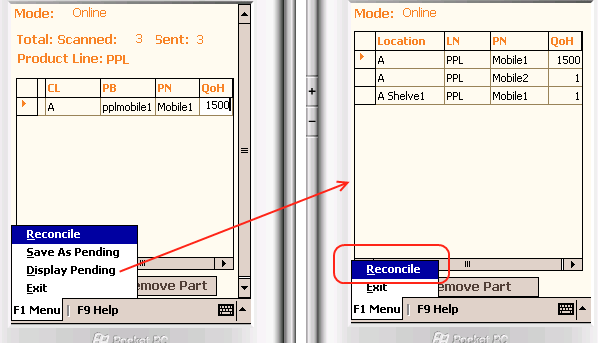 Mode: Online
Total: Scanned: 3 Sent: 3
Product Line: PPL
CL PB PN QoH
A pplmobile1 Mobile1 1500
Reconcile
Save As Pending
Display Pending
Exit
Part
F1 Menu | F9 Help
Pocket PC
+
−
Mode: Online
Location LN PN QoH
A PPL Mobile1 1500
A PPL Mobile2 1
A Shelve1 PPL Mobile1 1
Reconcile
Exit
emove Part
F1 Menu | F9 Help
Pocket PC